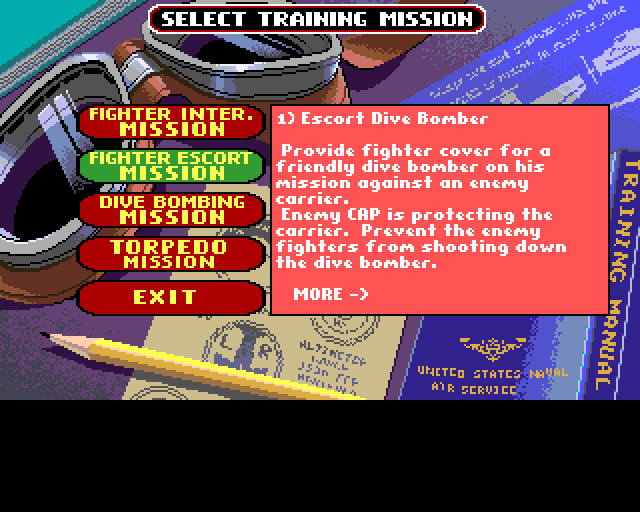 SELECT TRAINING MISSION
FIGHTER INTER.
MISSION
FIGHTER ESCORT
MISSION
DIVE BOMBING
MISSION
TORPEDO
MISSION
EXIT
1) Escort Dive Bomber
Provide fighter cover for a
friendly dive bomber on his
mission against an enemy
carrier.
Enemy CAP is protecting the
carrier. Prevent the enemy
fighters from shooting down
the dive bomber.
MORE ->
TRAINING MANUAL
ALTIMETER
UNITED STATES NAVAL
AIR SERVICE